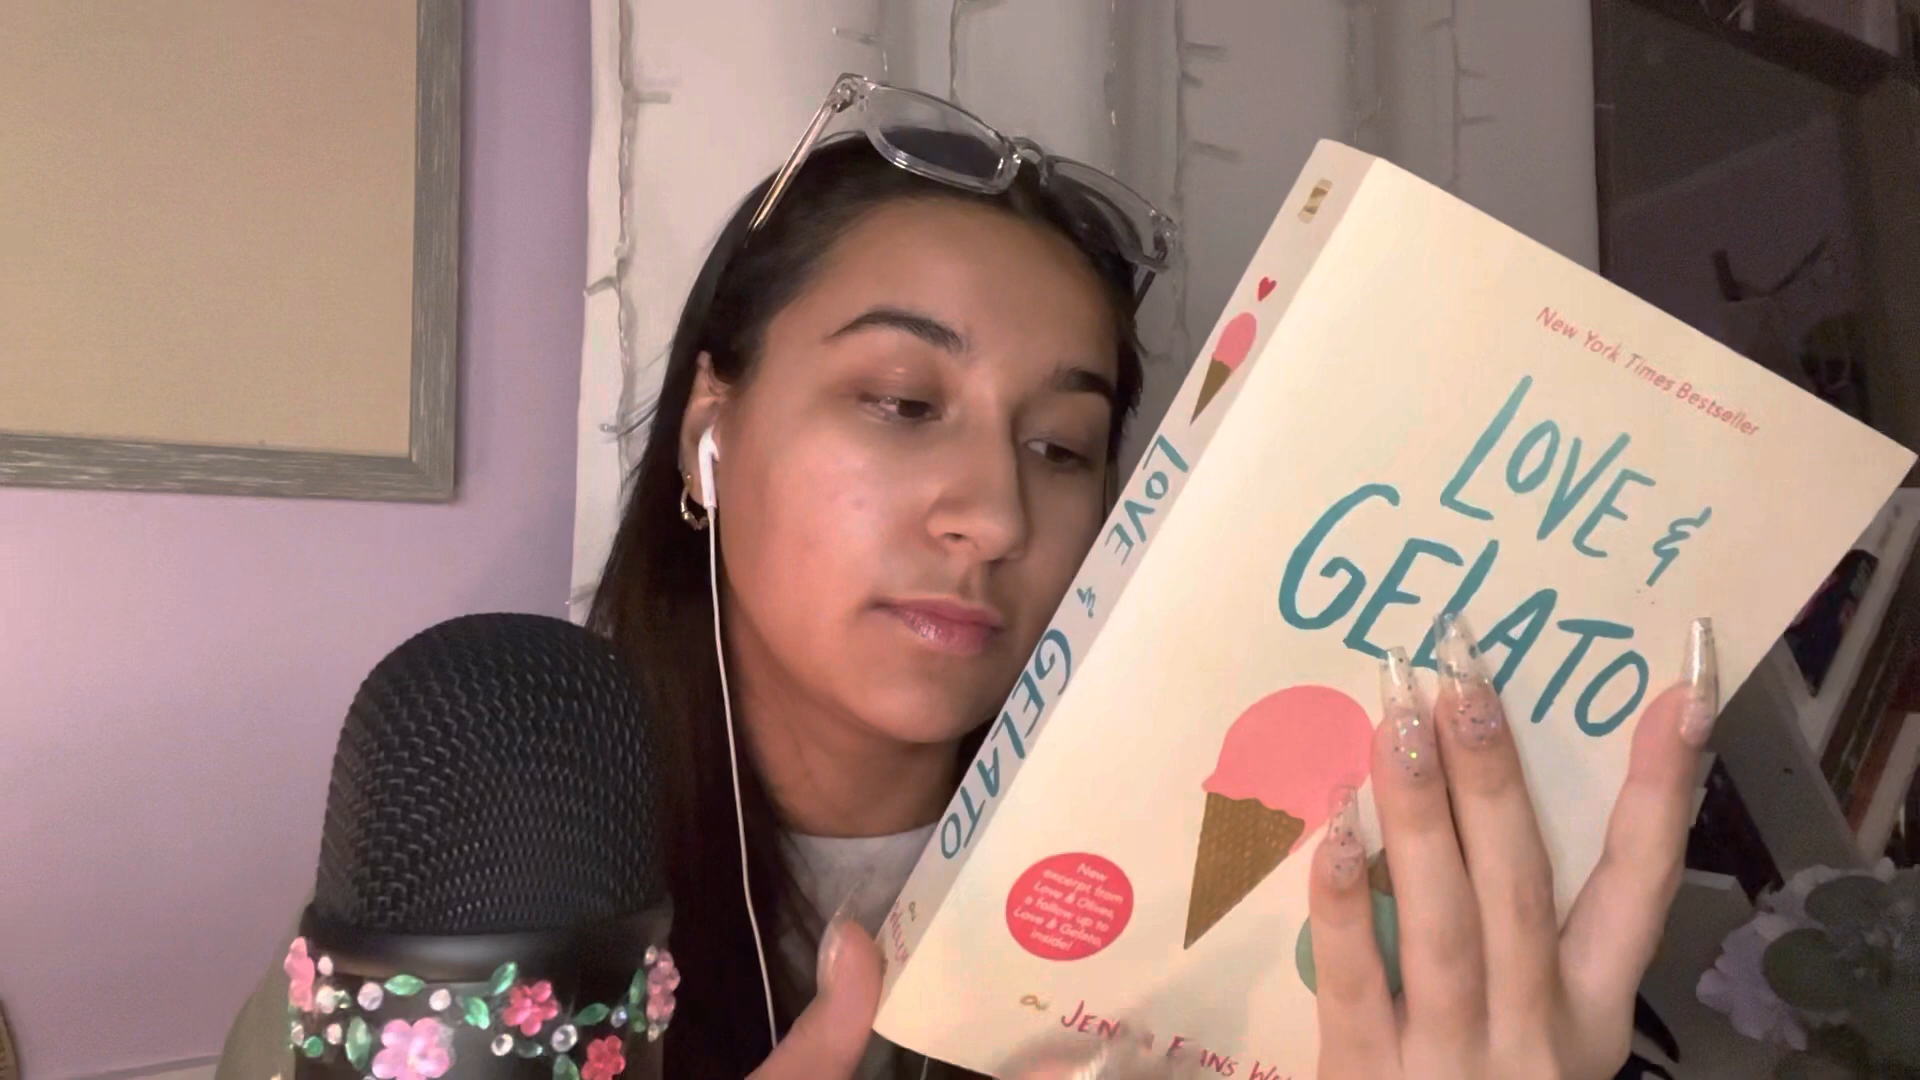 New York Times Bestseller
LOVE &
GELATO
LOVE & GELATO
New
excerpt from
Love & Olives,
a follow up to
Love & Gelato,
inside!
EVANS